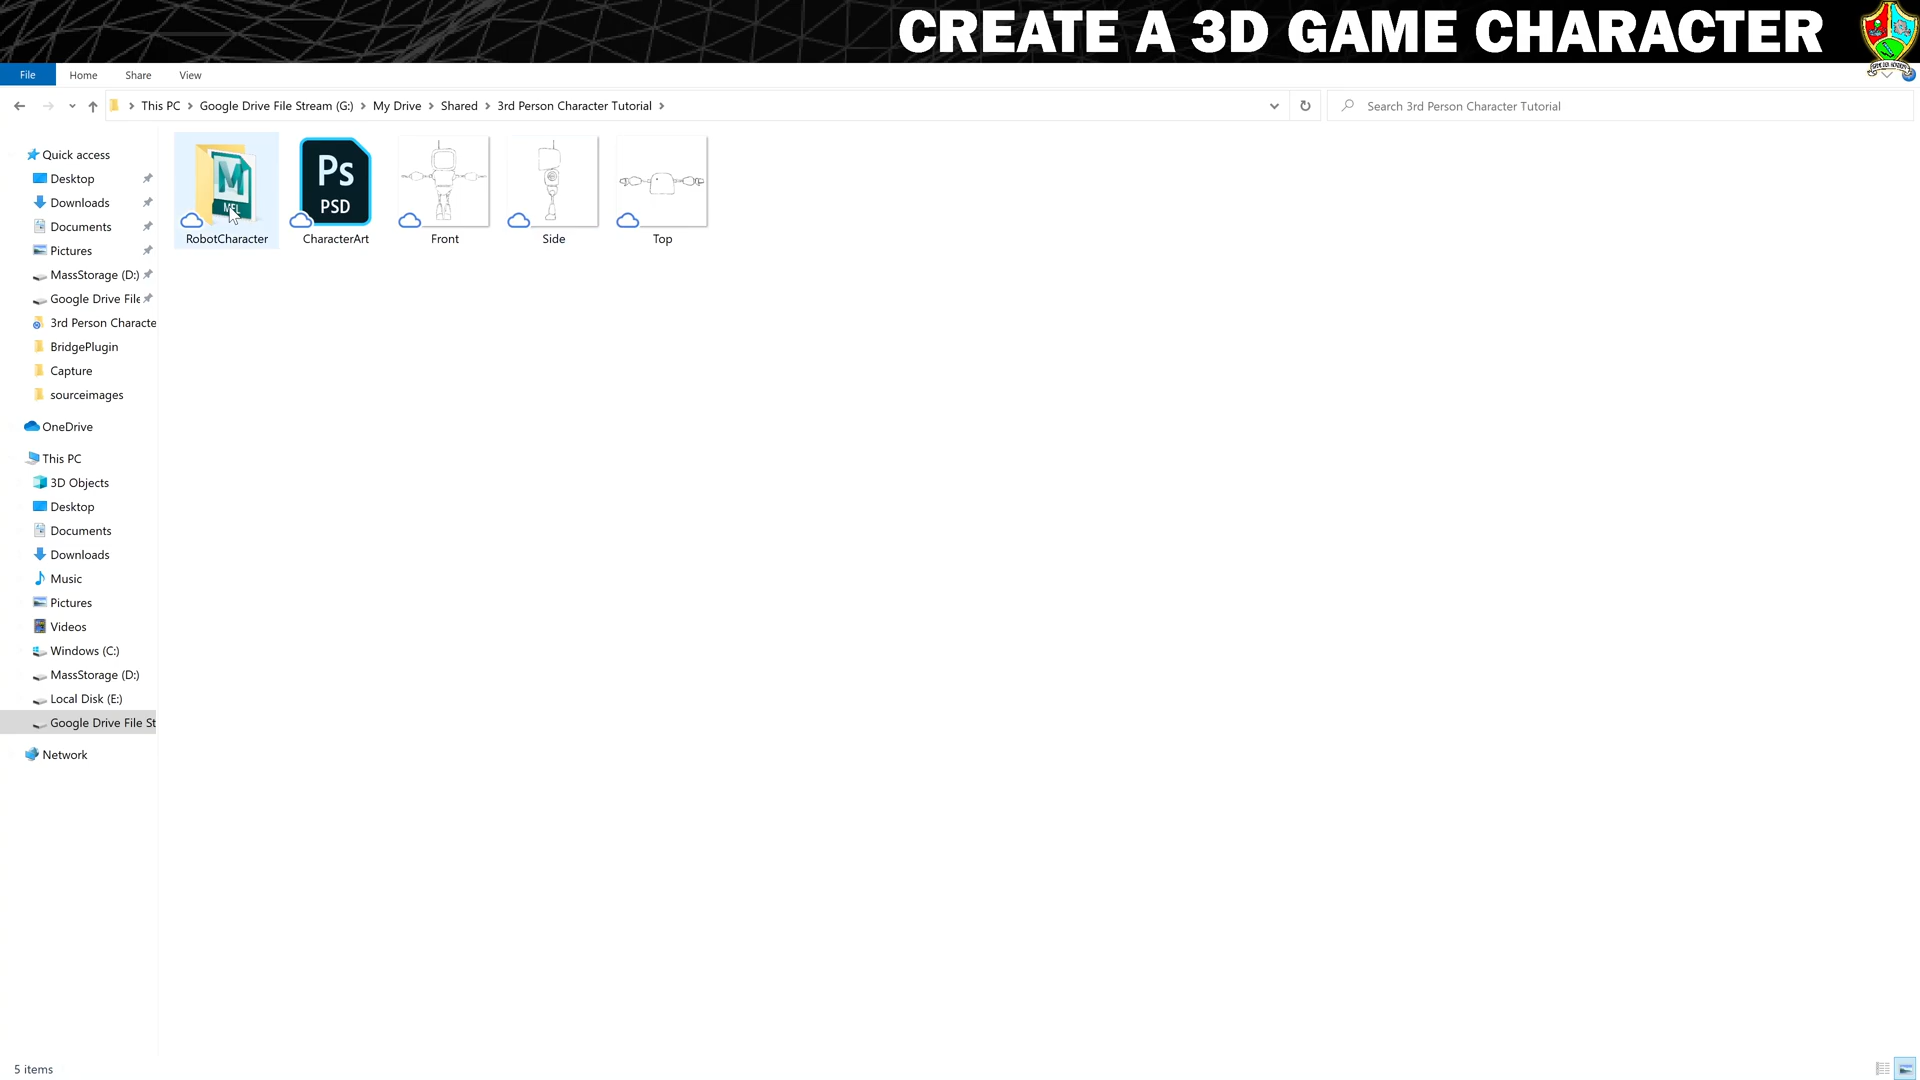 CREATE A 3D GAME CHARACTER
File Home Share View
This PC Google Drive File Stream (G:) My Drive Shared 3rd Person Character Tutorial
Search 3rd Person Character Tutorial
Quick access
Desktop
Downloads
Documents
Pictures
MassStorage (D:)
Google Drive File
3rd Person Characte
BridgePlugin
Capture
sourceimages
OneDrive
This PC
3D Objects
Desktop
Documents
Downloads
Music
Pictures
Videos
Windows (C:)
MassStorage (D:)
Local Disk (E:)
Google Drive File St
Network
M
MEL
Ps
PSD
RobotCharacter CharacterArt Front Side Top
5 items